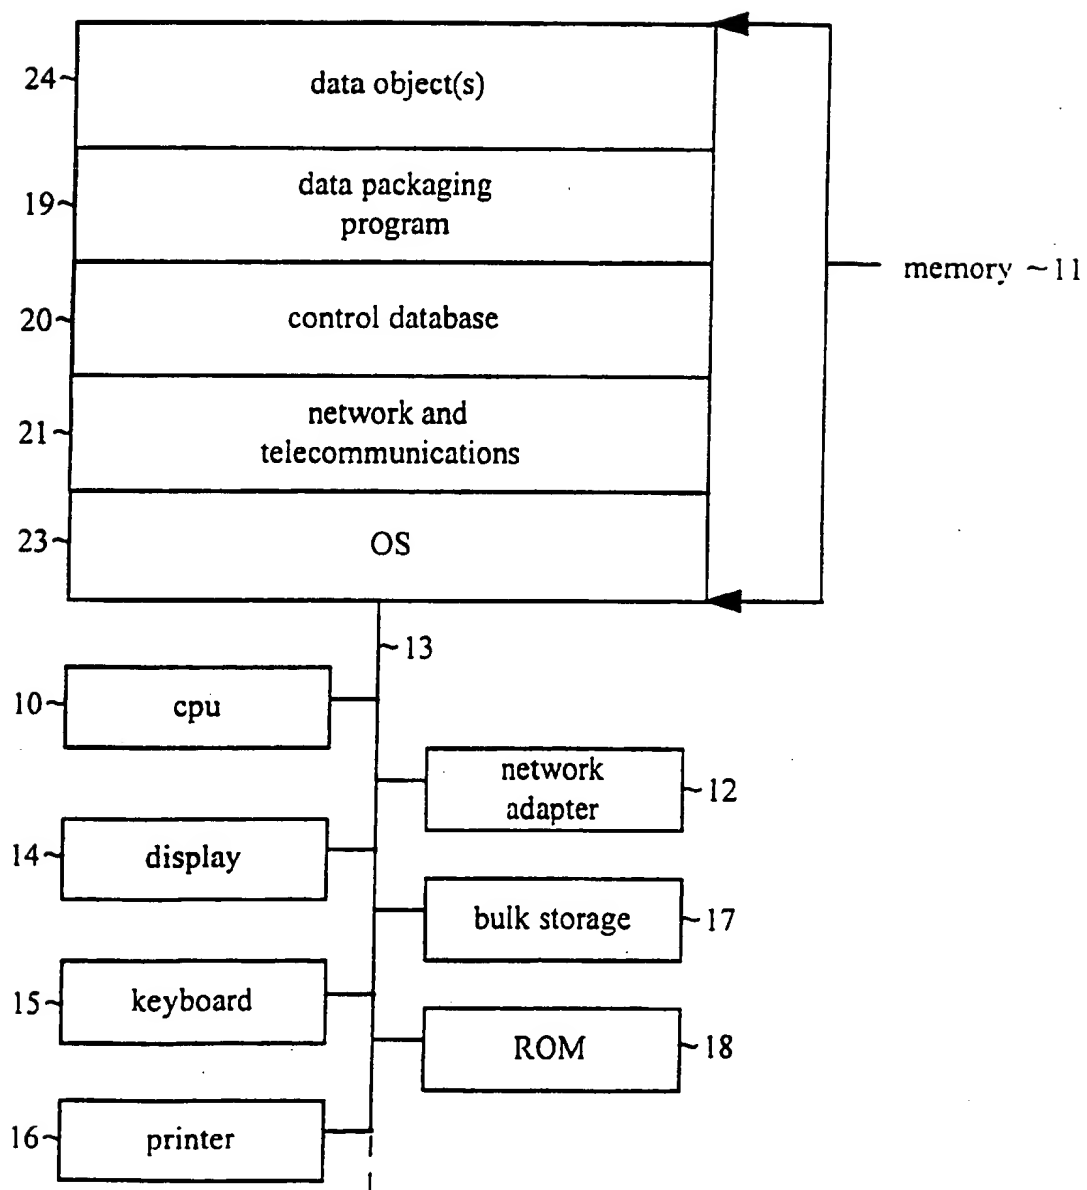 24~ data object(s)
19~ data packaging
program
memory ~11
20~ control database
21~ network and
telecommunications
23~ OS
~13
10~ cpu
network
adapter ~12
14~ display
bulk storage ~17
15~ keyboard
ROM ~18
16~ printer